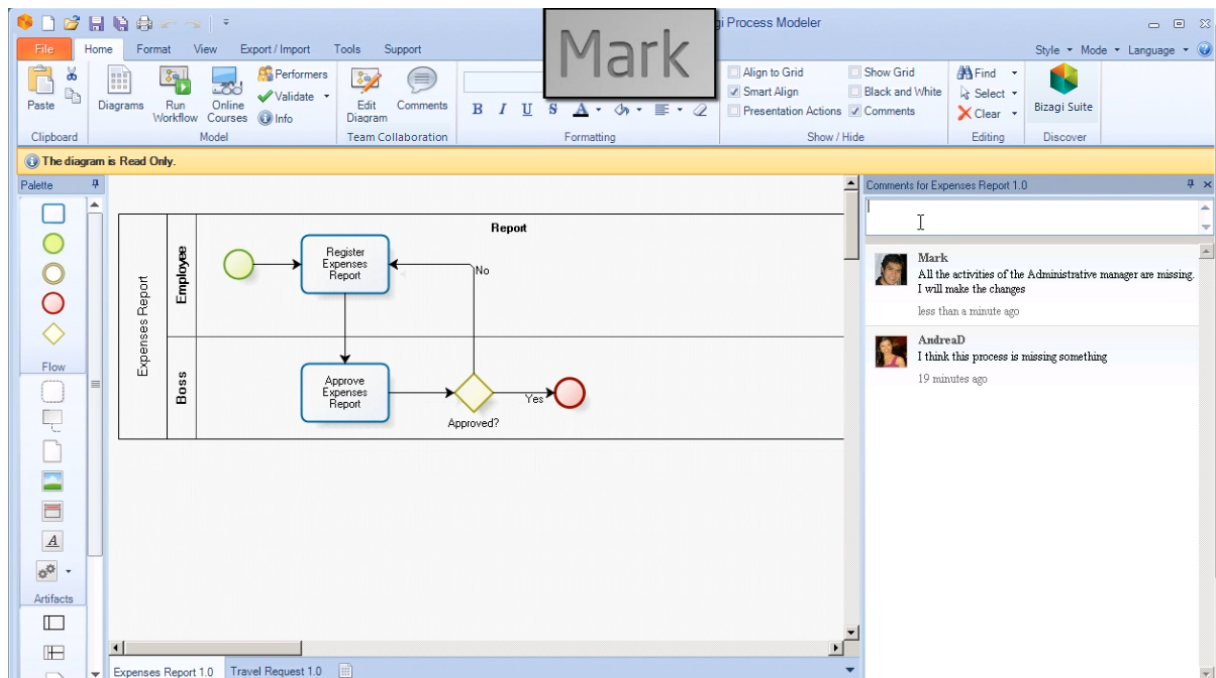 Mark
gi Process Modeler
File Home Format View Export / Import Tools Support
Style Mode Language
Paste
Clipboard
Diagrams
Run Workflow
Online Courses
Performers
Validate
Info
Model
Edit Diagram
Comments
Team Collaboration
B I U S A
Formatting
Align to Grid
Smart Align
Presentation Actions
Show Grid
Black and White
Comments
Show / Hide
Find
Select
Clear
Editing
Bizagi Suite
Discover
The diagram is Read Only.
Palette
Flow
A
Artifacts
Expenses Report
Employee
Boss
Report
Register
Expenses
Report
No
Approve
Expenses
Report
Approved?
Yes
Expenses Report 1.0
Travel Request 1.0
Comments for Expenses Report 1.0
Mark
All the activities of the Administrative manager are missing.
I will make the changes
less than a minute ago
AndreaD
I think this process is missing something
19 minutes ago